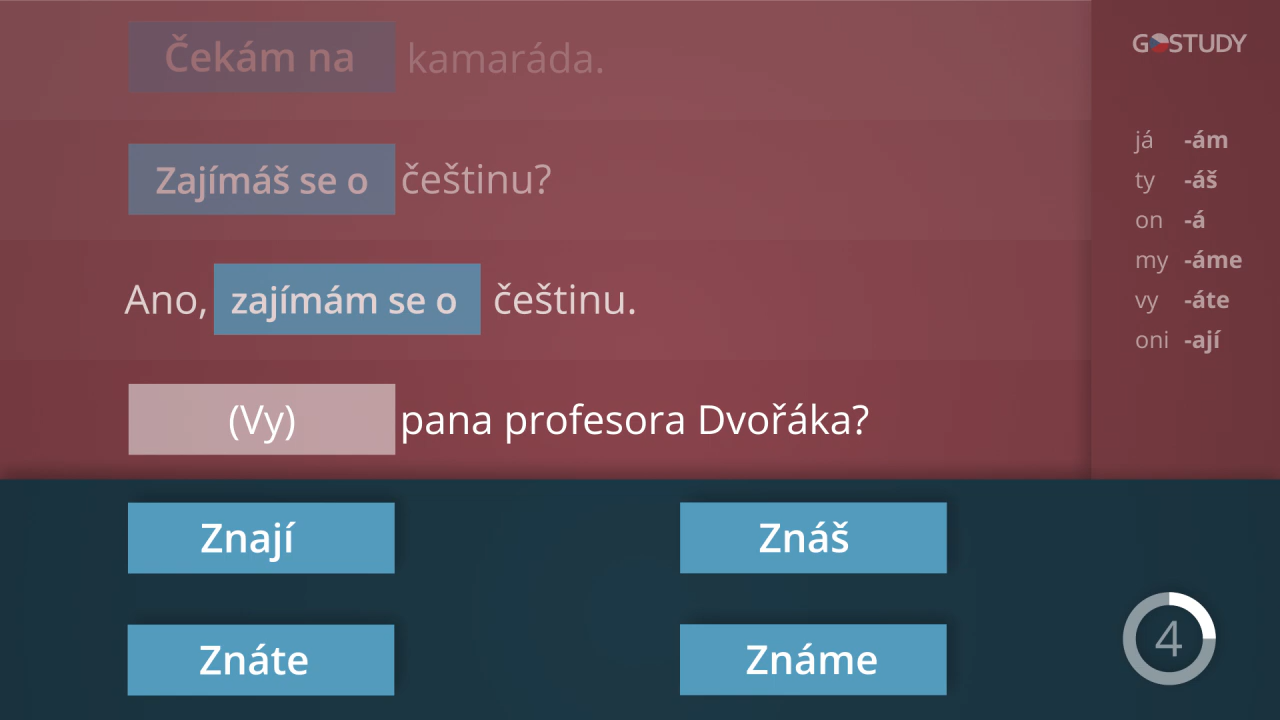 Čekám na kamaráda.
Zajímáš se o češtinu?
Ano, zajímám se o češtinu.
(Vy) pana profesora Dvořáka?
GOSTUDY
já -ám
ty -áš
on -á
my -áme
vy -áte
oni -ají
Znají Znáš
Znáte Známe
4